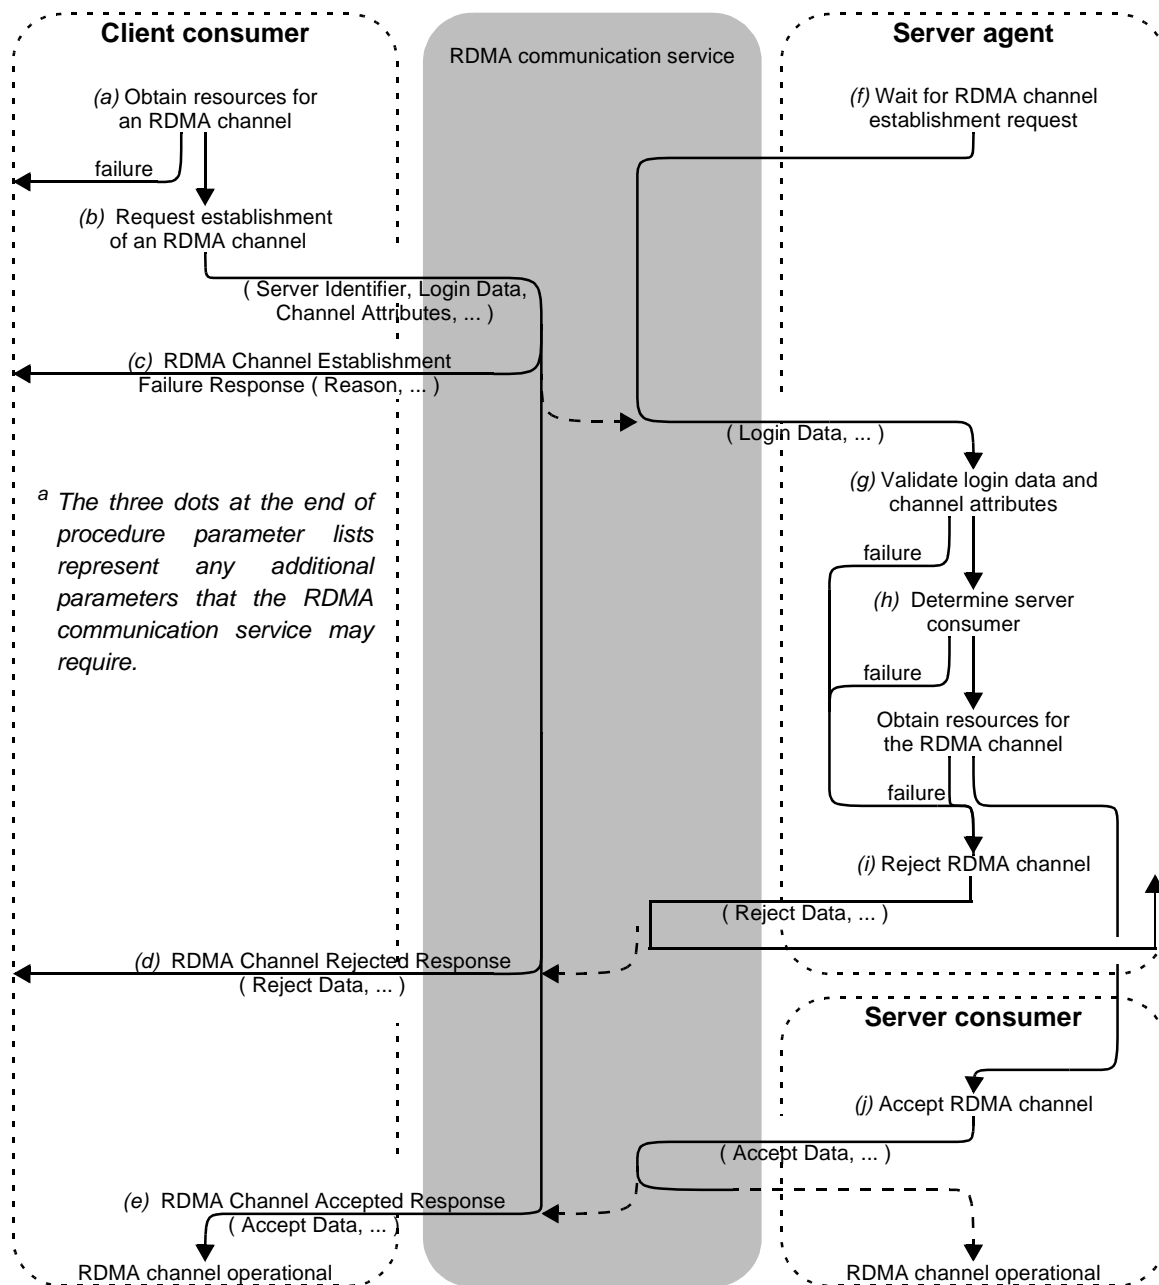 Client consumer
RDMA communication service
Server agent
(a) Obtain resources for
an RDMA channel
failure
(b) Request establishment
of an RDMA channel
( Server Identifier, Login Data,
Channel Attributes, ... )
(c) RDMA Channel Establishment
Failure Response ( Reason, ... )
a The three dots at the end of
procedure parameter lists
represent any additional
parameters that the RDMA
communication service may
require.
(f) Wait for RDMA channel
establishment request
( Login Data, ... )
(g) Validate login data and
channel attributes
failure
(h) Determine server
consumer
failure
Obtain resources for
the RDMA channel
failure
(i) Reject RDMA channel
( Reject Data, ... )
(d) RDMA Channel Rejected Response
( Reject Data, ... )
Server consumer
(j) Accept RDMA channel
( Accept Data, ... )
(e) RDMA Channel Accepted Response
( Accept Data, ... )
RDMA channel operational
RDMA channel operational